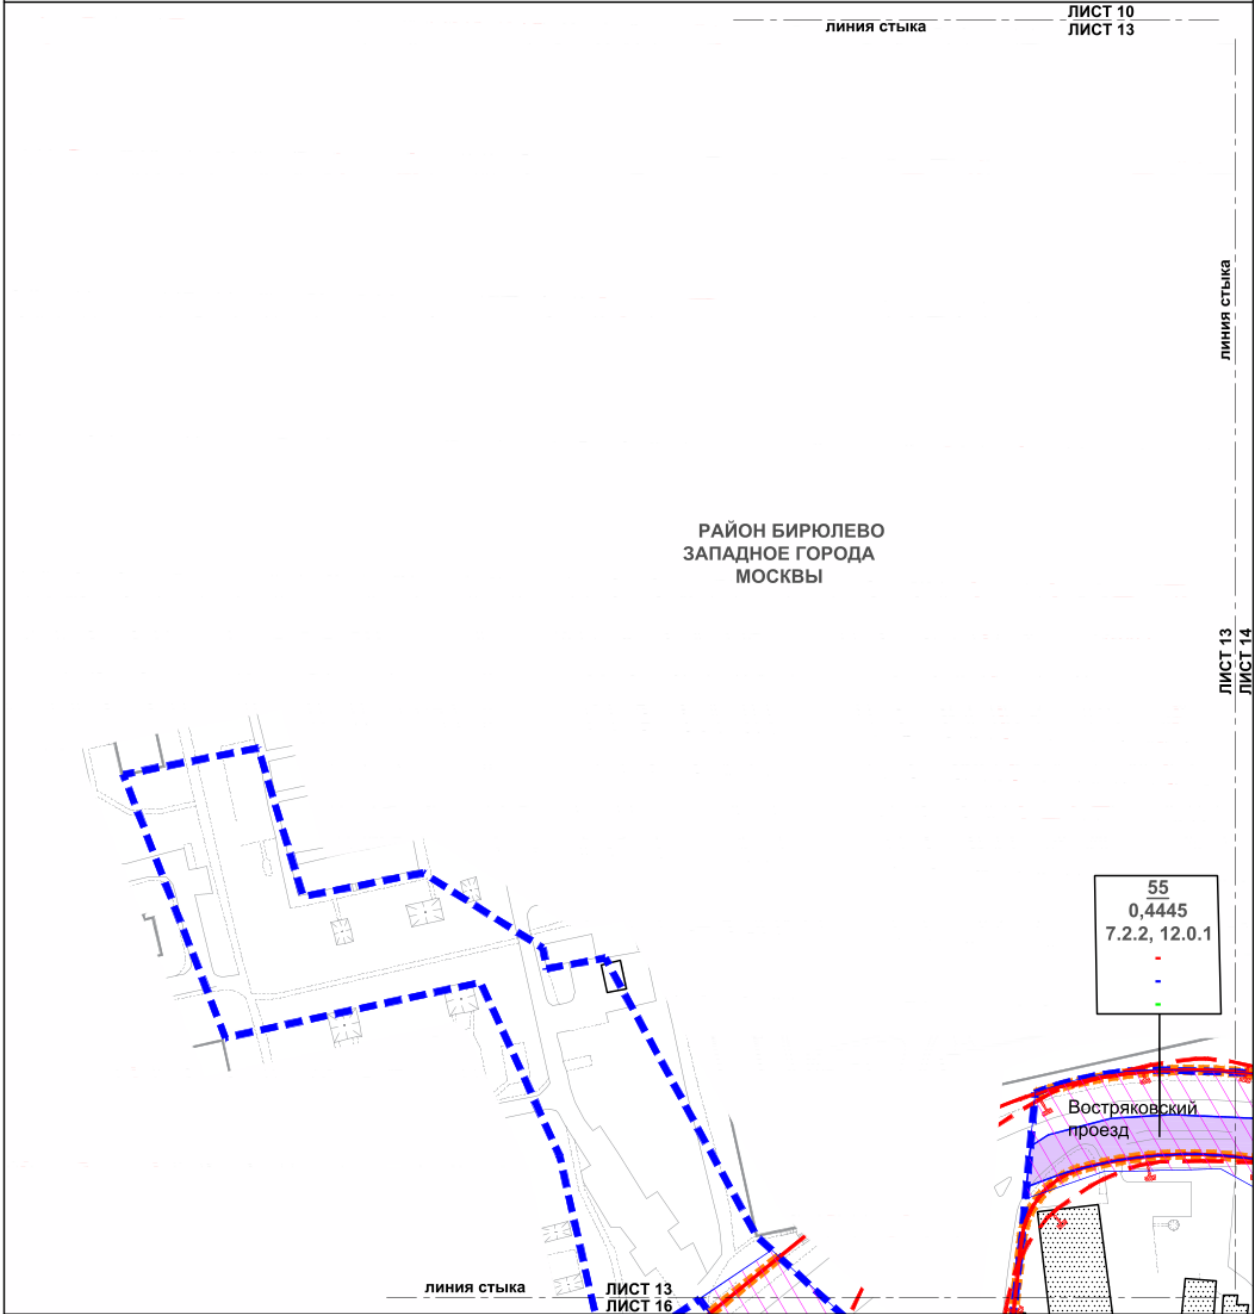 ЛИСТ 10
линия стыка
ЛИСТ 13
линия стыка
РАЙОН БИРЮЛЕВО
ЗАПАДНОЕ ГОРОДА
МОСКВЫ
ЛИСТ 13
ЛИСТ 14
55
0,4445
7.2.2, 12.0.1
-
-
-
Востряковский
проезд
линия стыка
ЛИСТ 13
ЛИСТ 16